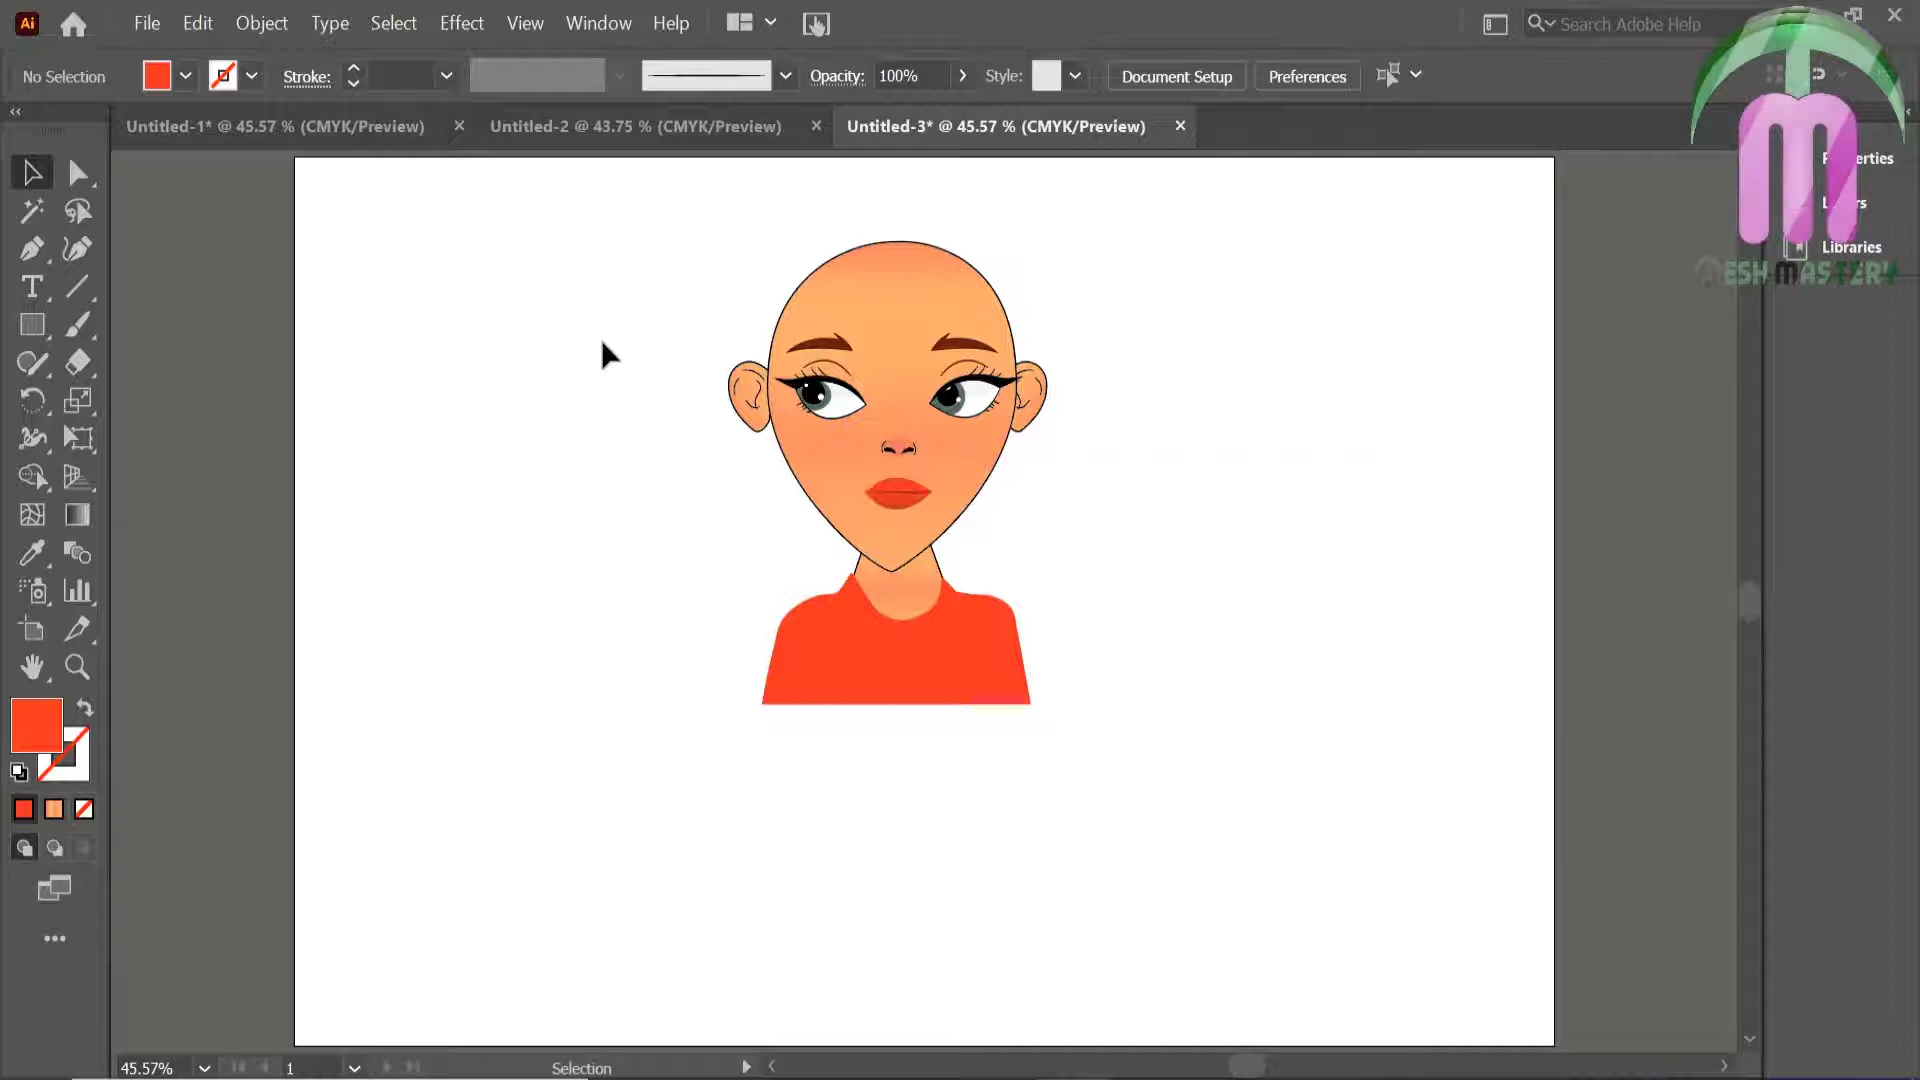 Ai File Edit Object Type Select Effect View Window Help Search Adobe Help
No Selection Stroke: Opacity: 100% Style: Document Setup Preferences
Untitled-1* @ 45.57 % (CMYK/Preview) Untitled-2 @ 43.75 % (CMYK/Preview) Untitled-3* @ 45.57 % (CMYK/Preview)
Libraries
45.57% 1 Selection